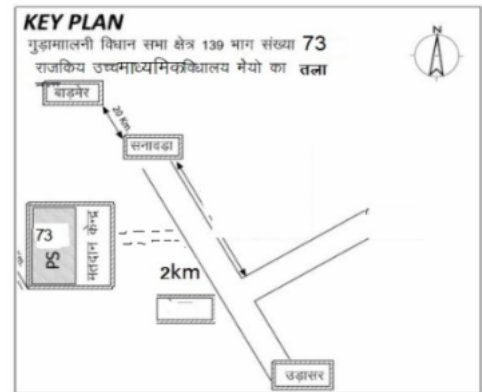 KEY PLAN
N
गुड़ामाालनी विधान सभा क्षेत्र 139 भाग संख्या 73
राजकिय उच्चमाध्यमिकविधालय मेयो का तला
बाड़मेर
20 Km.
सनावडा
73
PS
मतदान केन्द्र
2km
उड़ासर